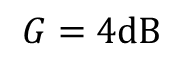 G = 4dB